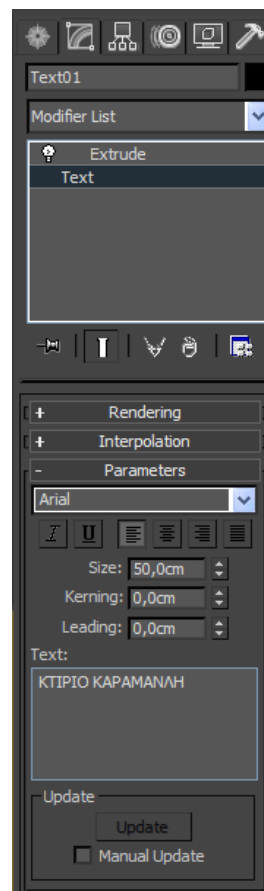 Text01
Modifier List
Extrude
Text
+ Rendering
+ Interpolation
- Parameters
Arial
I U
Size: 50,0cm
Kerning: 0,0cm
Leading: 0,0cm
Text:
ΚΤΙΡΙΟ ΚΑΡΑΜΑΝΛΗ
Update
Update
Manual Update